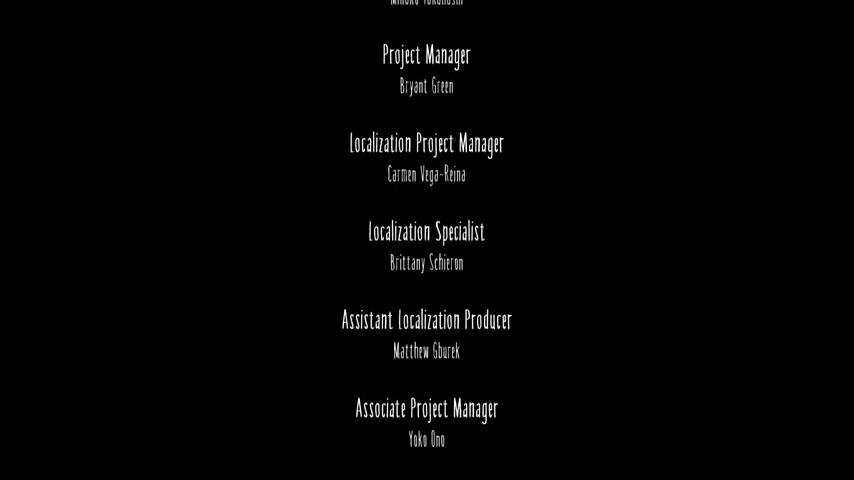 Project Manager
Bryant Green
Localization Project Manager
Carmen Vega-Reina
Localization Specialist
Brittany Schieron
Assistant Localization Producer
Matthew Gburek
Associate Project Manager
Yoko Ono